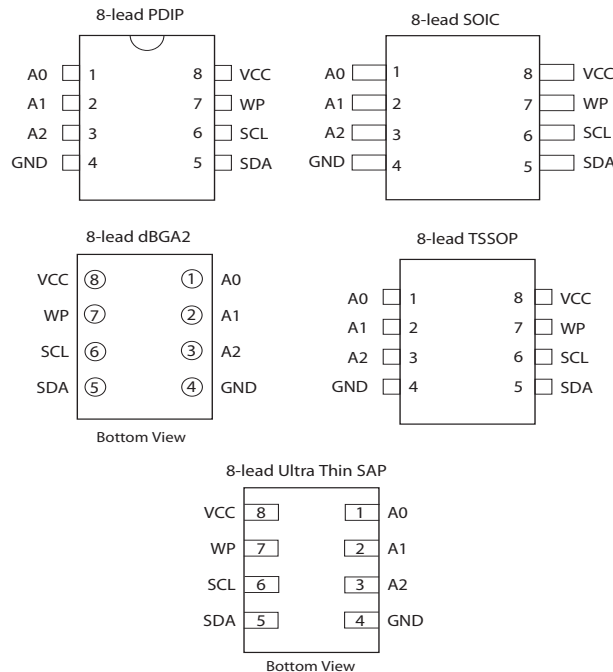 8-lead PDIP
A0 1 8 VCC
A1 2 7 WP
A2 3 6 SCL
GND 4 5 SDA
8-lead SOIC
A0 1 8 VCC
A1 2 7 WP
A2 3 6 SCL
GND 4 5 SDA
8-lead dBGA2
VCC 8 1 A0
WP 7 2 A1
SCL 6 3 A2
SDA 5 4 GND
Bottom View
8-lead TSSOP
A0 1 8 VCC
A1 2 7 WP
A2 3 6 SCL
GND 4 5 SDA
8-lead Ultra Thin SAP
VCC 8 1 A0
WP 7 2 A1
SCL 6 3 A2
SDA 5 4 GND
Bottom View